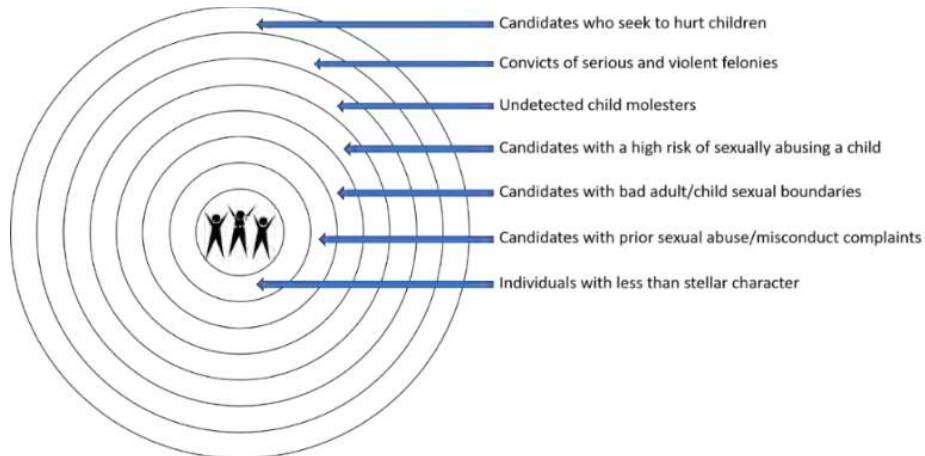 Candidates who seek to hurt children
Convicts of serious and violent felonies
Undetected child molesters
Candidates with a high risk of sexually abusing a child
Candidates with bad adult/child sexual boundaries
Candidates with prior sexual abuse/misconduct complaints
Individuals with less than stellar character